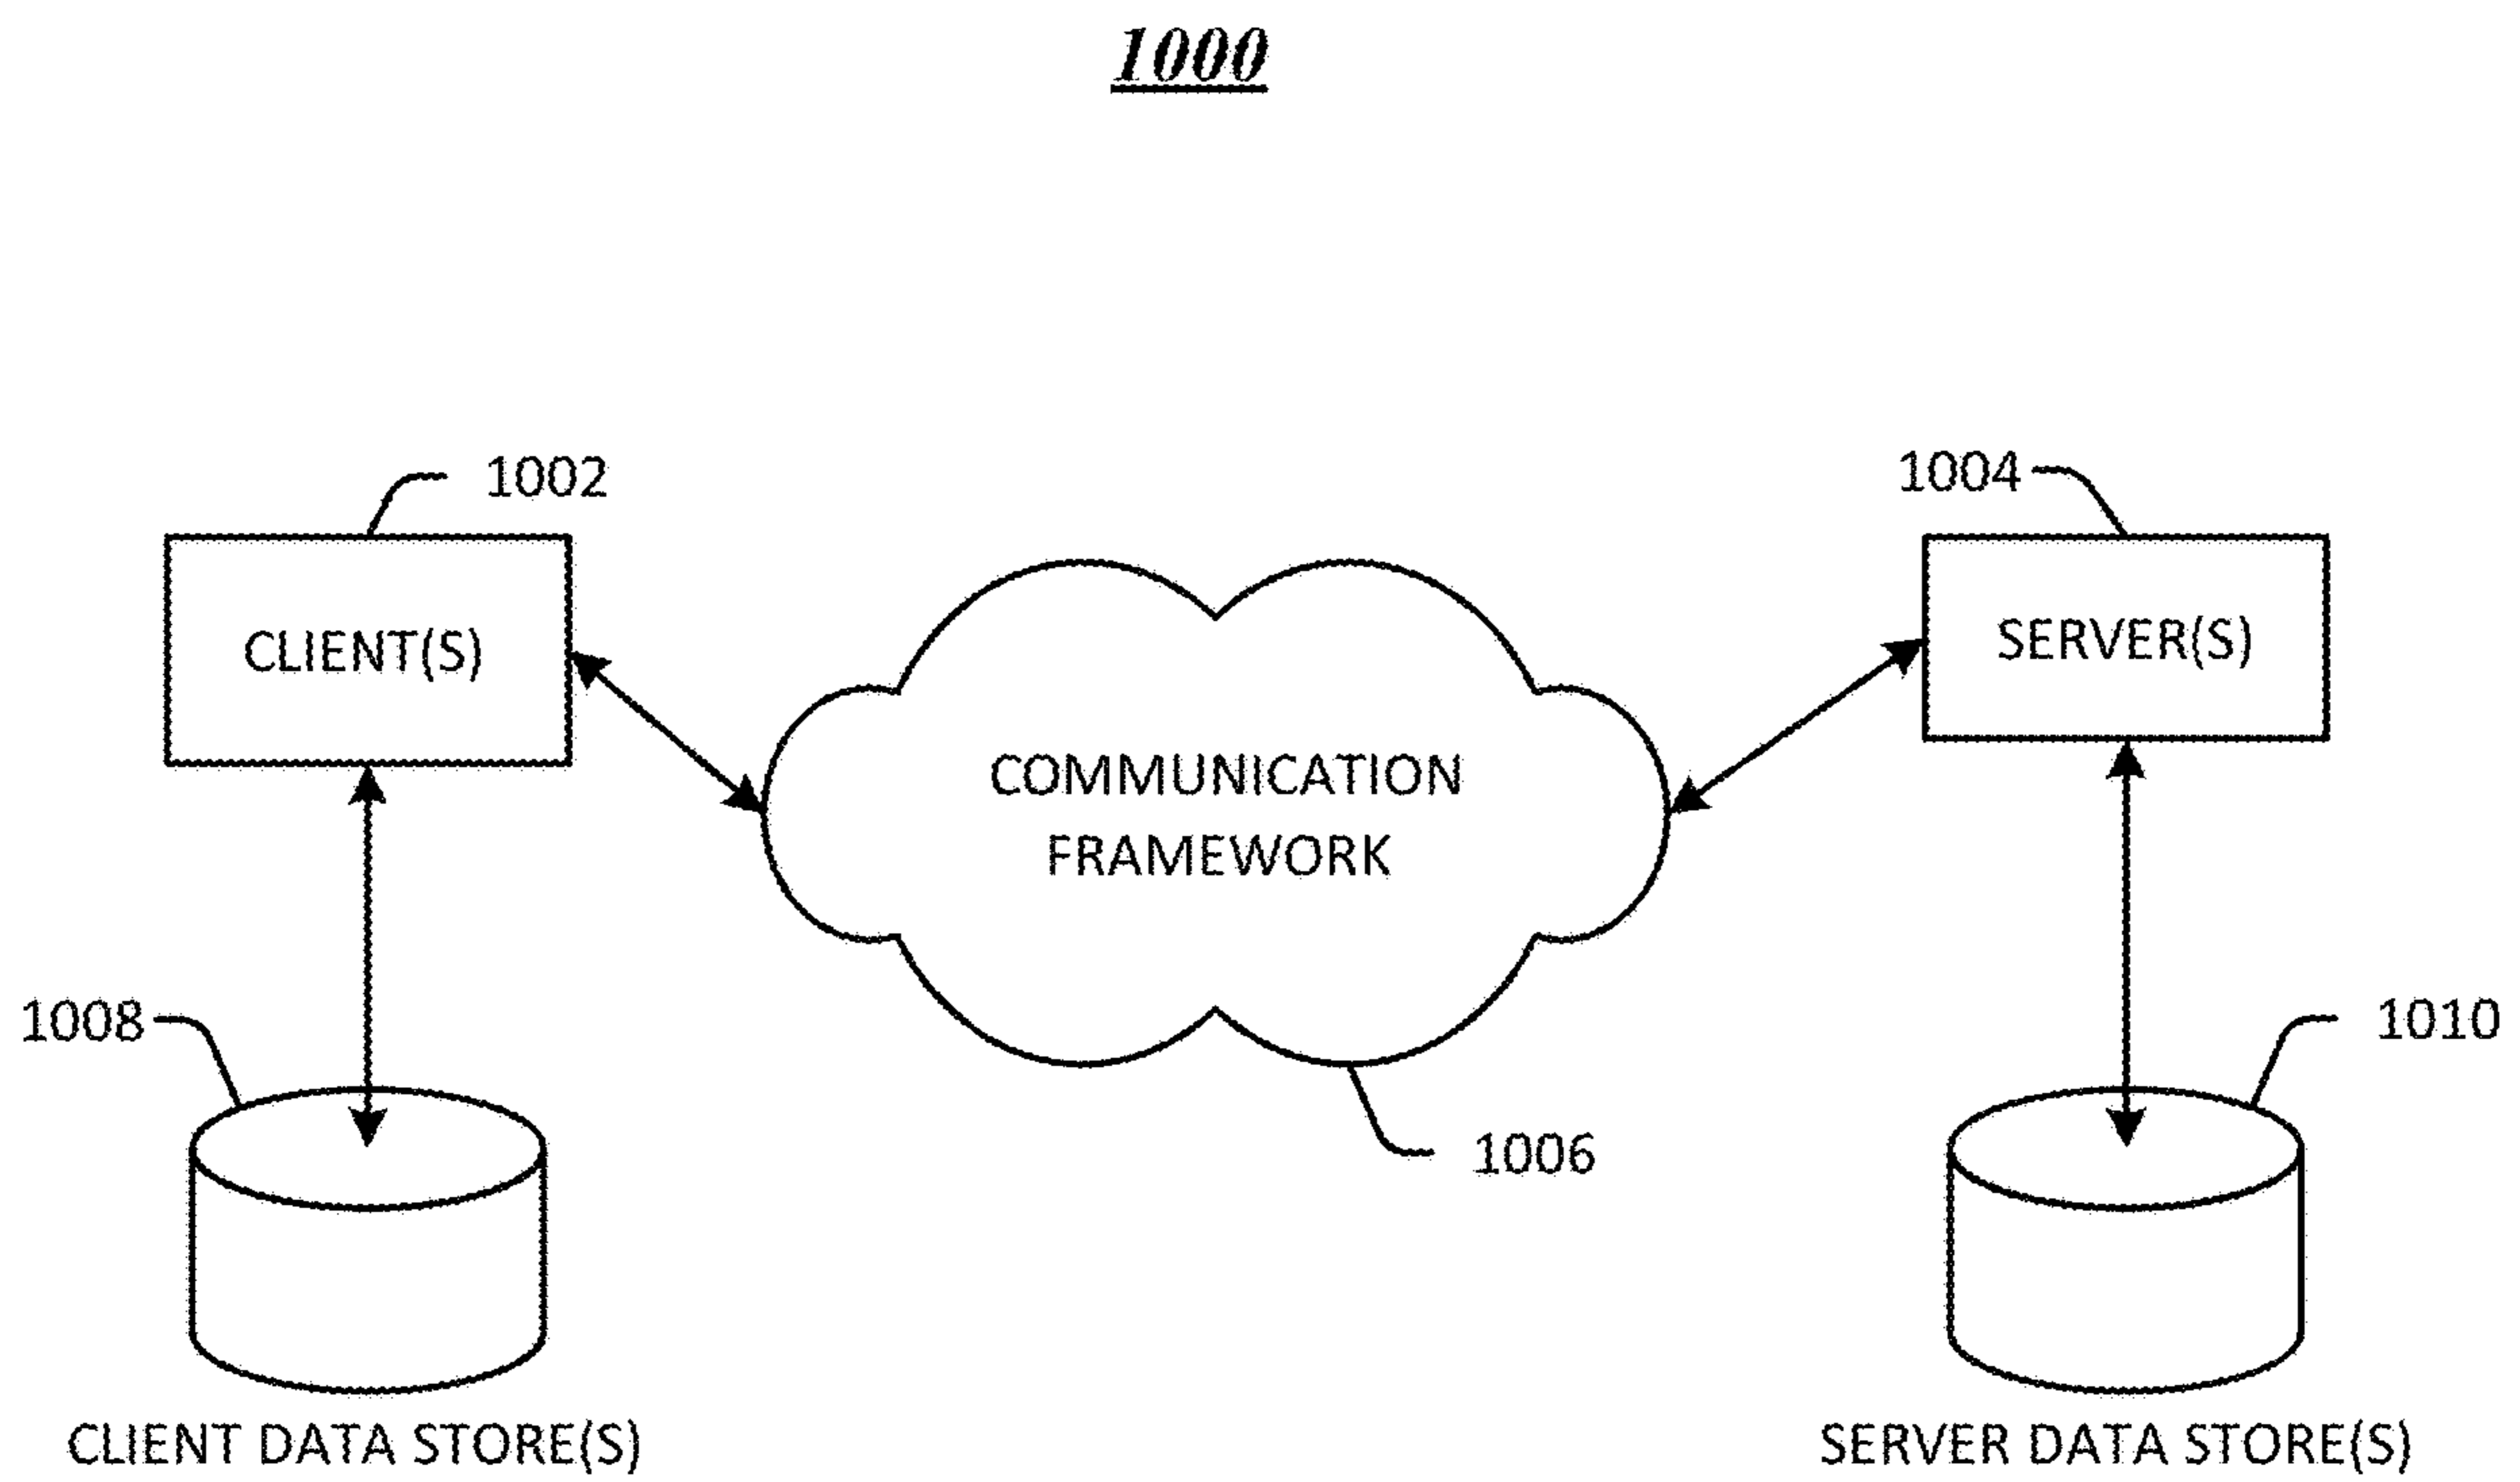 1000
1002
1004
CLIENT(S)
SERVER(S)
COMMUNICATION
FRAMEWORK
1008
1010
1006
CLIENT DATA STORE(S)
SERVER DATA STORE(S)